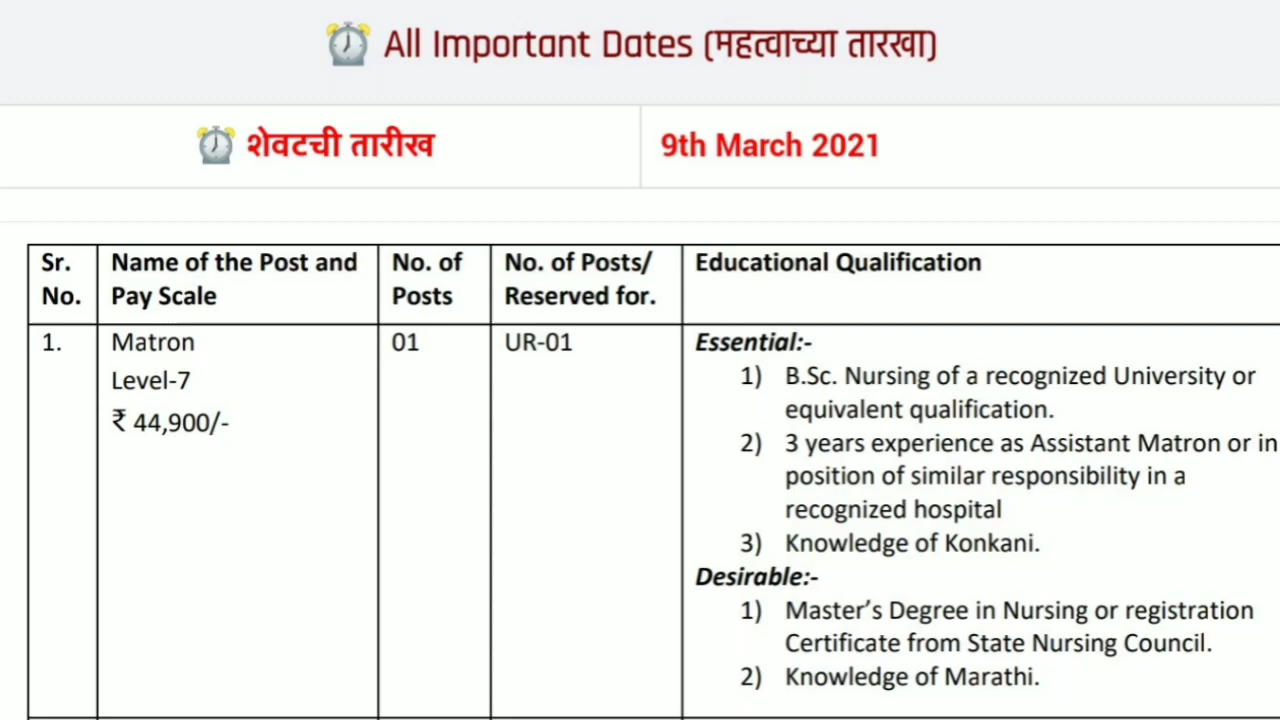 All Important Dates (महत्वाच्या तारखा)
शेवटची तारीख 9th March 2021
Sr. No.
Name of the Post and Pay Scale
No. of Posts
No. of Posts/ Reserved for.
Educational Qualification
1.
Matron
Level-7
₹ 44,900/-
01
UR-01
Essential:-
1) B.Sc. Nursing of a recognized University or
equivalent qualification.
2) 3 years experience as Assistant Matron or in
position of similar responsibility in a
recognized hospital
3) Knowledge of Konkani.
Desirable:-
1) Master’s Degree in Nursing or registration
Certificate from State Nursing Council.
2) Knowledge of Marathi.